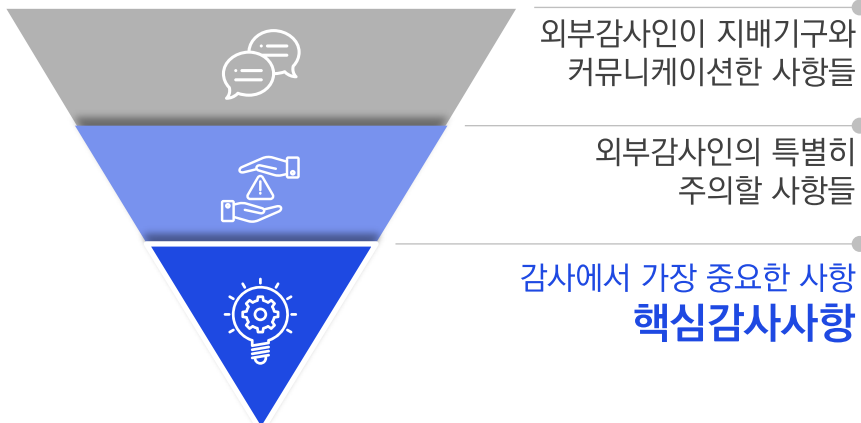 외부감사인이 지배기구와
커뮤니케이션한 사항들
외부감사인의 특별히
주의할 사항들
감사에서 가장 중요한 사항
핵심감사사항